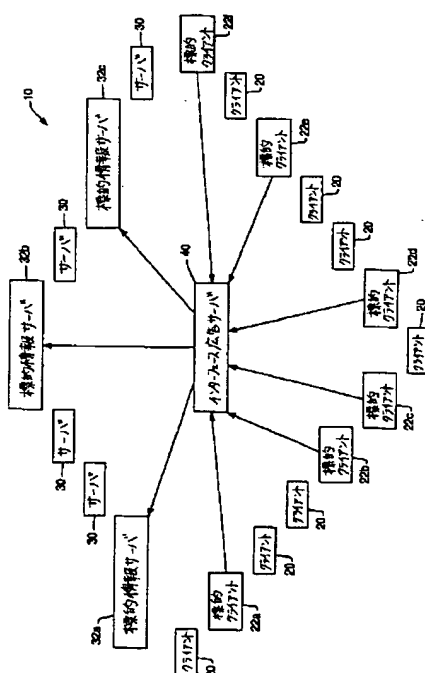 10
32b
標的情報サーバ
30
サーバ
32c
標的情報サーバ
30
サーバ
30
サーバ
30
サーバ
32a
標的情報サーバ
40
インターフェース/広告サーバ
標的
クライアント
22f
クライアント
20
標的
クライアント
22e
クライアント
20
クライアント
20
標的
クライアント
22d
クライアント
20
標的
クライアント
22c
標的
クライアント
22b
クライアント
20
クライアント
20
標的
クライアント
22a
クライアント